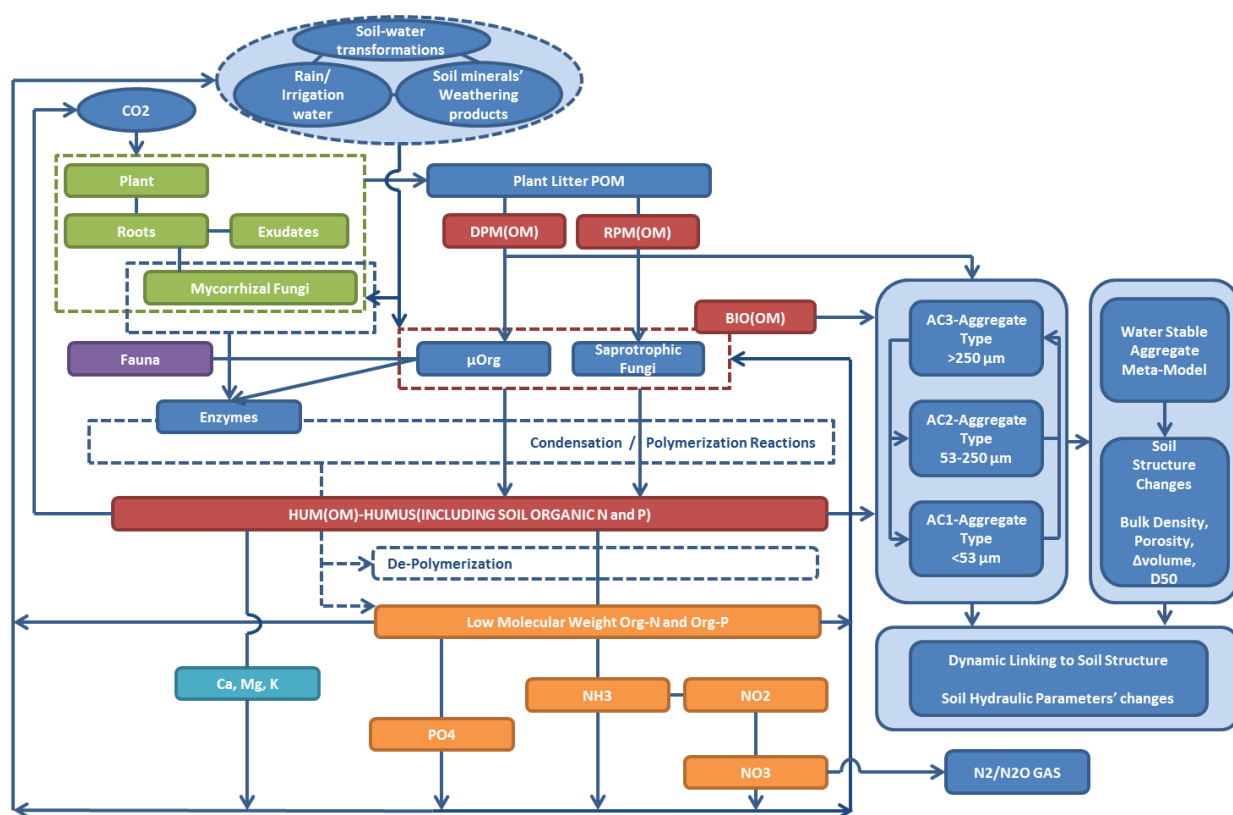 Soil-water
transformations
Rain/
Irrigation
water
Soil minerals’
Weathering
products
CO2
Plant
Plant Litter POM
Roots
Exudates
DPM(OM)
RPM(OM)
Mycorrhizal Fungi
BIO(OM)
AC3-Aggregate
Type
>250 µm
Water Stable
Aggregate
Meta-Model
Fauna
µOrg
Saprotrophic
Fungi
Enzymes
Condensation / Polymerization Reactions
AC2-Aggregate
Type
53-250 µm
Soil
Structure
Changes
Bulk Density,
Porosity,
Δvolume,
D50
HUM(OM)-HUMUS(INCLUDING SOIL ORGANIC N and P)
AC1-Aggregate
Type
<53 µm
De-Polymerization
Low Molecular Weight Org-N and Org-P
Dynamic Linking to Soil Structure
Soil Hydraulic Parameters’ changes
Ca, Mg, K
NH3
NO2
PO4
NO3
N2/N2O GAS